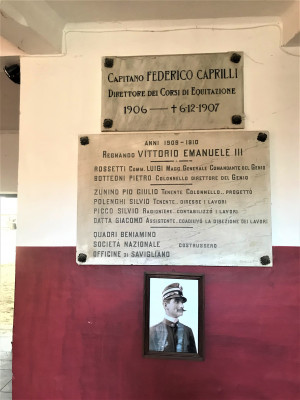 Capitano FEDERICO CAPRILLI
Direttore dei Corsi di Equitazione
1906 — 6·12·1907
ANNI 1909-1910
Regnando VITTORIO EMANUELE III
ROSSETTI Comm. LUIGI Magg. Generale Comandante del Genio
BOTTEONI PIETRO Colonnello Direttore del Genio
ZUNINO PIO GIULIO Tenente Colonnello.. progettò
POLENGHI SILVIO Tenente.. diresse i lavori
PICCO SILVIO Ragioniere.. contabilizzò i lavori
DATTA GIACOMO Assistente.. coadiuvò la direzione dei lavori
QUADRI BENIAMINO
SOCIETÀ NAZIONALE costrussero
OFFICINE DI SAVIGLIANO